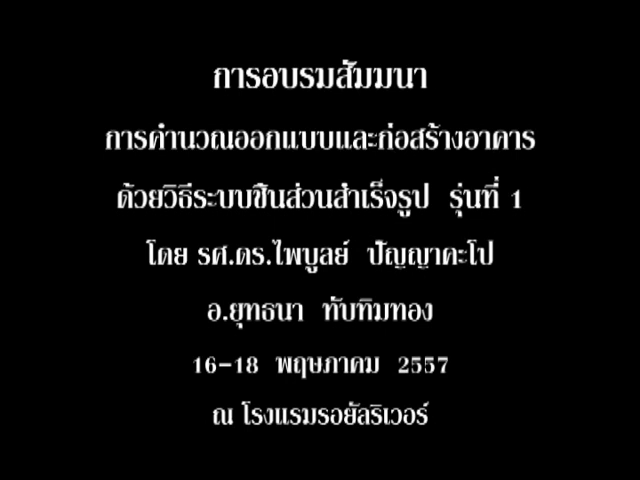 การอบรมสัมมนา
การคำนวณออกแบบและก่อสร้างอาคาร
ด้วยวิธีระบบชิ้นส่วนสำเร็จรูป รุ่นที่ 1
โดย รศ.ดร.ไพบูลย์ ปัญญาคะโป
อ.ยุทธนา ทับทิมทอง
16-18 พฤษภาคม 2557
ณ โรงแรมรอยัลริเวอร์